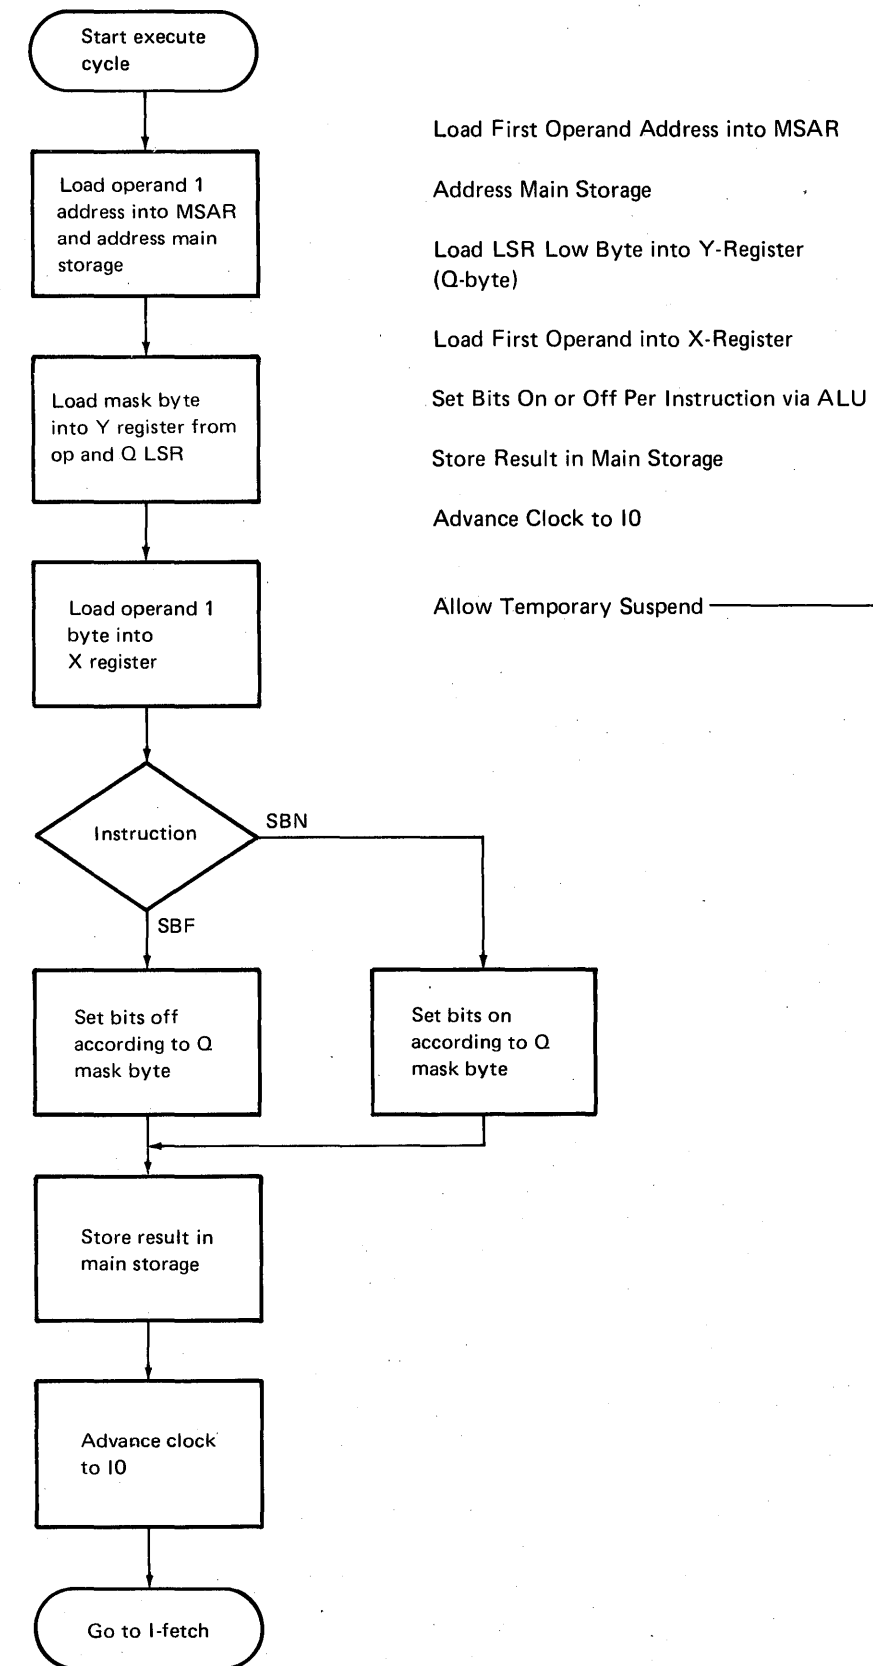 Start execute
cycle
Load operand 1
address into MSAR
and address main
storage
Load mask byte
into Y register from
op and Q LSR
Load operand 1
byte into
X register
Instruction
SBN
SBF
Set bits off
according to Q
mask byte
Set bits on
according to Q
mask byte
Store result in
main storage
Advance clock
to I0
Go to I-fetch
Load First Operand Address into MSAR
Address Main Storage
Load LSR Low Byte into Y-Register
(Q-byte)
Load First Operand into X-Register
Set Bits On or Off Per Instruction via ALU
Store Result in Main Storage
Advance Clock to I0
Allow Temporary Suspend